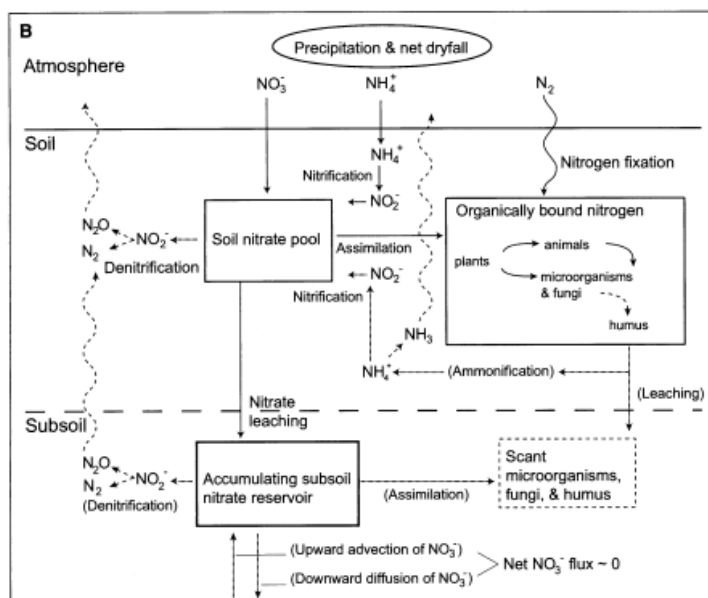 B
Precipitation & net dryfall
Atmosphere
NO₃⁻
NH₄⁺
N₂
Soil
NH₄⁺
Nitrification
Nitrogen fixation
NO₂⁻
Organically bound nitrogen
N₂O
NO₂⁻
N₂
Denitrification
Soil nitrate pool
Assimilation
animals
plants
microorganisms
& fungi
humus
NO₂⁻
Nitrification
NH₃
NH₄⁺
(Ammonification)
(Leaching)
Nitrate
leaching
Subsoil
N₂O
NO₂⁻
N₂
(Denitrification)
Accumulating subsoil
nitrate reservoir
(Assimilation)
Scant
microorganisms,
fungi, & humus
(Upward advection of NO₃⁻)
(Downward diffusion of NO₃⁻)
Net NO₃⁻ flux ~ 0